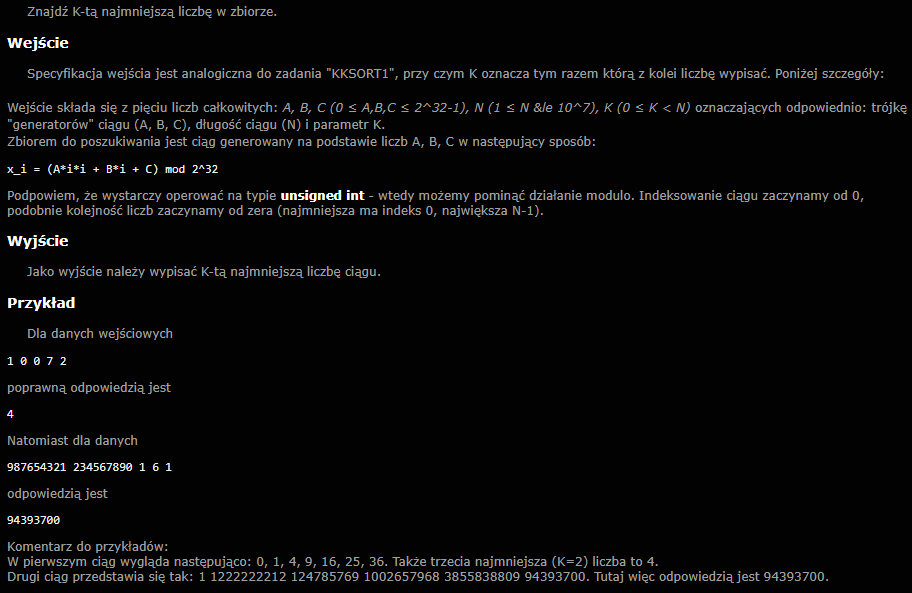 Znajdź K-tą najmniejszą liczbę w zbiorze.
Wejście
Specyfikacja wejścia jest analogiczna do zadania "KKSORT1", przy czym K oznacza tym razem którą z kolei liczbę wypisać. Poniżej szczegóły:
Wejście składa się z pięciu liczb całkowitych: A, B, C (0 ≤ A,B,C ≤ 2^32-1), N (1 ≤ N &le 10^7), K (0 ≤ K < N) oznaczających odpowiednio: trójkę
"generatorów" ciągu (A, B, C), długość ciągu (N) i parametr K.
Zbiorem do poszukiwania jest ciąg generowany na podstawie liczb A, B, C w następujący sposób:
x_i = (A*i*i + B*i + C) mod 2^32
Podpowiem, że wystarczy operować na typie unsigned int - wtedy możemy pominąć działanie modulo. Indeksowanie ciągu zaczynamy od 0,
podobnie kolejność liczb zaczynamy od zera (najmniejsza ma indeks 0, największa N-1).
Wyjście
Jako wyjście należy wypisać K-tą najmniejszą liczbę ciągu.
Przykład
Dla danych wejściowych
1 0 0 7 2
poprawną odpowiedzią jest
4
Natomiast dla danych
987654321 234567890 1 6 1
odpowiedzią jest
94393700
Komentarz do przykładów:
W pierwszym ciąg wygląda następująco: 0, 1, 4, 9, 16, 25, 36. Także trzecia najmniejsza (K=2) liczba to 4.
Drugi ciąg przedstawia się tak: 1 1222222212 124785769 1002657968 3855838809 94393700. Tutaj więc odpowiedzią jest 94393700.